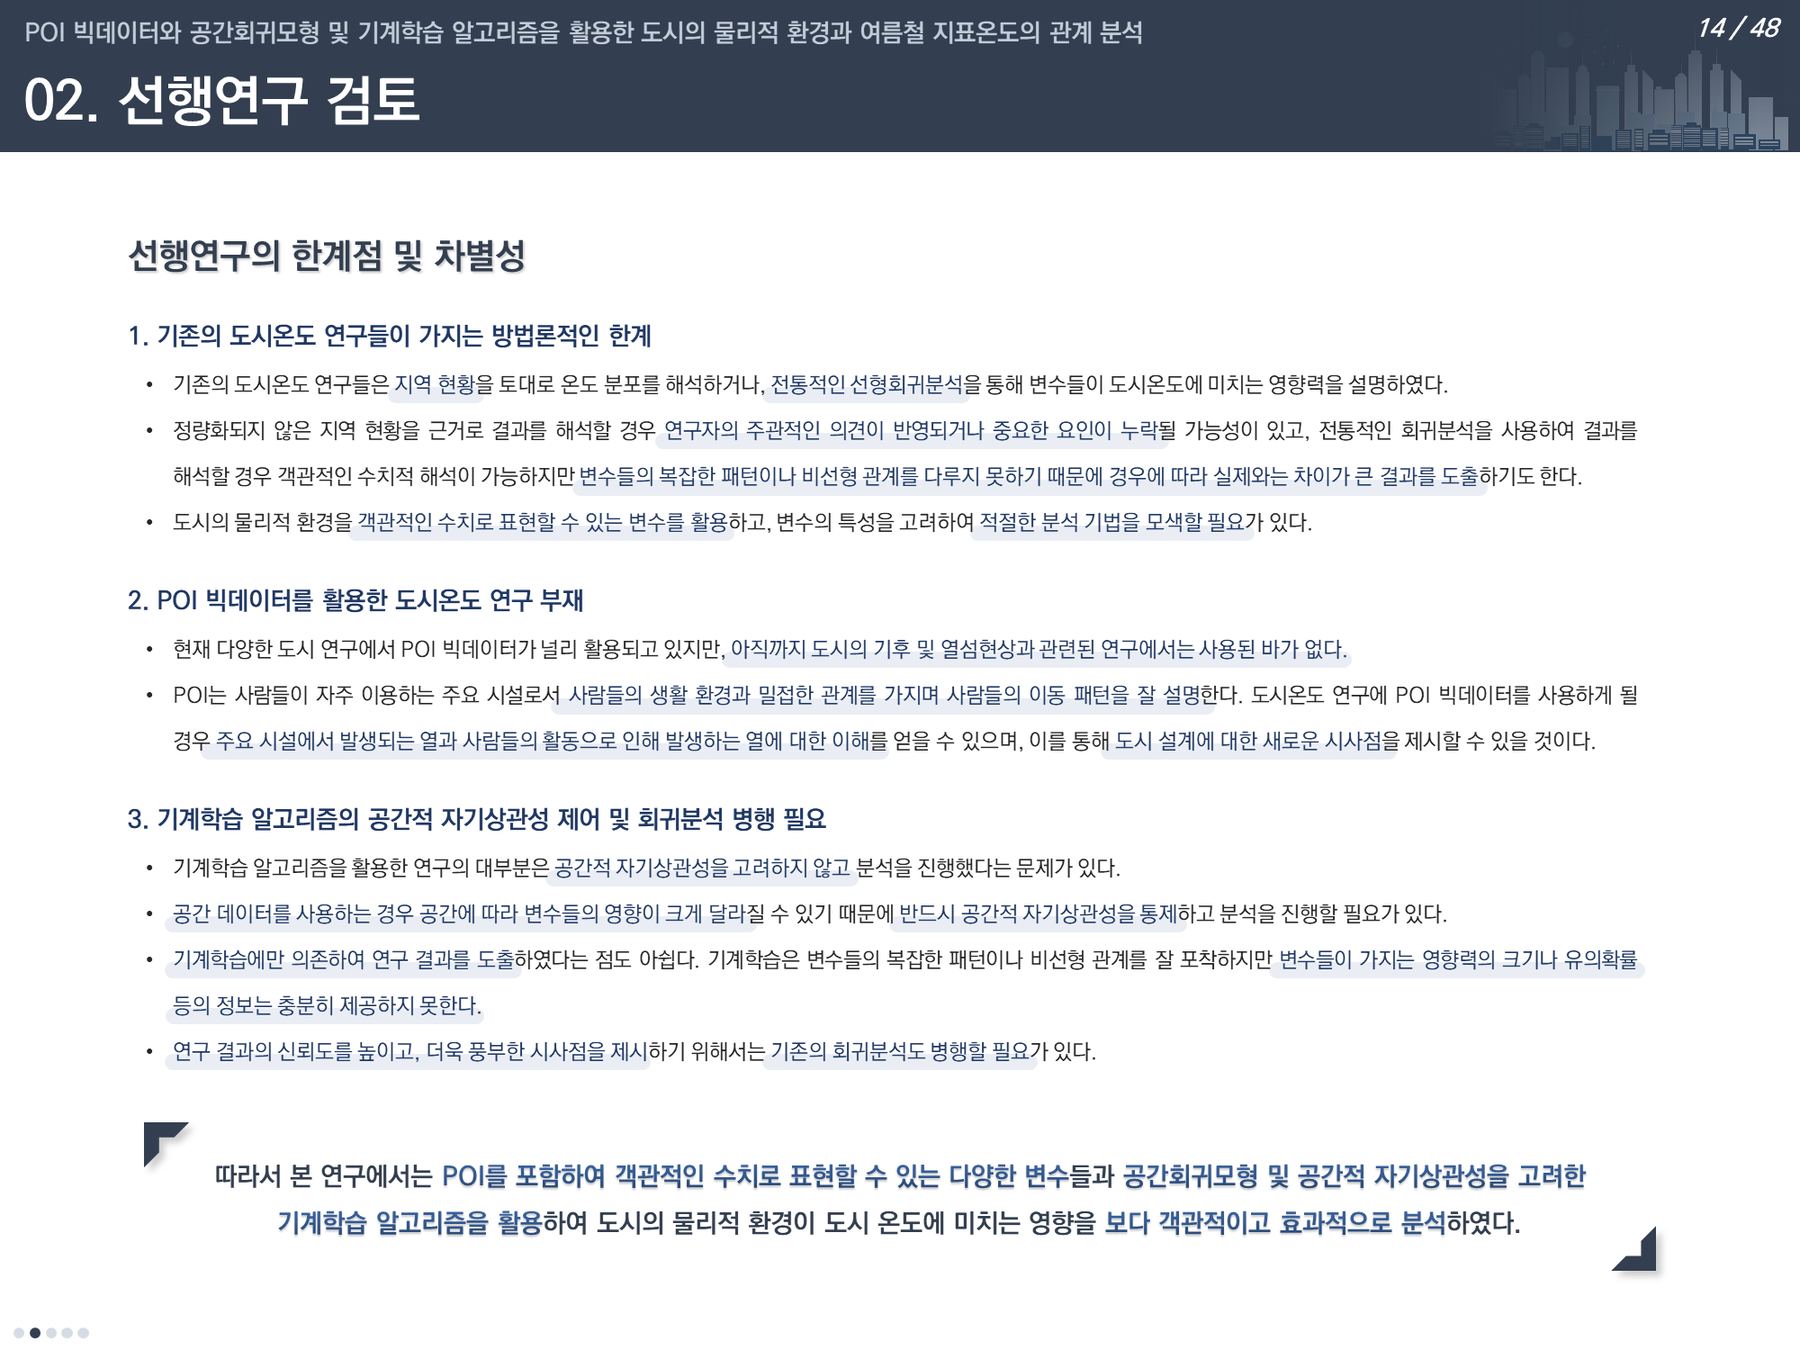 POI 빅데이터와 공간회귀모형 및 기계학습 알고리즘을 활용한 도시의 물리적 환경과 여름철 지표온도의 관계 분석
14 / 48
02. 선행연구 검토
선행연구의 한계점 및 차별성
1. 기존의 도시온도 연구들이 가지는 방법론적인 한계
• 기존의 도시온도 연구들은 지역 현황을 토대로 온도 분포를 해석하거나, 전통적인 선형회귀분석을 통해 변수들이 도시온도에 미치는 영향력을 설명하였다.
• 정량화되지 않은 지역 현황을 근거로 결과를 해석할 경우 연구자의 주관적인 의견이 반영되거나 중요한 요인이 누락될 가능성이 있고, 전통적인 회귀분석을 사용하여 결과를
해석할 경우 객관적인 수치적 해석이 가능하지만 변수들의 복잡한 패턴이나 비선형 관계를 다루지 못하기 때문에 경우에 따라 실제와는 차이가 큰 결과를 도출하기도 한다.
• 도시의 물리적 환경을 객관적인 수치로 표현할 수 있는 변수를 활용하고, 변수의 특성을 고려하여 적절한 분석 기법을 모색할 필요가 있다.
2. POI 빅데이터를 활용한 도시온도 연구 부재
• 현재 다양한 도시 연구에서 POI 빅데이터가 널리 활용되고 있지만, 아직까지 도시의 기후 및 열섬현상과 관련된 연구에서는 사용된 바가 없다.
• POI는 사람들이 자주 이용하는 주요 시설로서 사람들의 생활 환경과 밀접한 관계를 가지며 사람들의 이동 패턴을 잘 설명한다. 도시온도 연구에 POI 빅데이터를 사용하게 될
경우 주요 시설에서 발생되는 열과 사람들의 활동으로 인해 발생하는 열에 대한 이해를 얻을 수 있으며, 이를 통해 도시 설계에 대한 새로운 시사점을 제시할 수 있을 것이다.
3. 기계학습 알고리즘의 공간적 자기상관성 제어 및 회귀분석 병행 필요
• 기계학습 알고리즘을 활용한 연구의 대부분은 공간적 자기상관성을 고려하지 않고 분석을 진행했다는 문제가 있다.
• 공간 데이터를 사용하는 경우 공간에 따라 변수들의 영향이 크게 달라질 수 있기 때문에 반드시 공간적 자기상관성을 통제하고 분석을 진행할 필요가 있다.
• 기계학습에만 의존하여 연구 결과를 도출하였다는 점도 아쉽다. 기계학습은 변수들의 복잡한 패턴이나 비선형 관계를 잘 포착하지만 변수들이 가지는 영향력의 크기나 유의확률
등의 정보는 충분히 제공하지 못한다.
• 연구 결과의 신뢰도를 높이고, 더욱 풍부한 시사점을 제시하기 위해서는 기존의 회귀분석도 병행할 필요가 있다.
따라서 본 연구에서는 POI를 포함하여 객관적인 수치로 표현할 수 있는 다양한 변수들과 공간회귀모형 및 공간적 자기상관성을 고려한
기계학습 알고리즘을 활용하여 도시의 물리적 환경이 도시 온도에 미치는 영향을 보다 객관적이고 효과적으로 분석하였다.